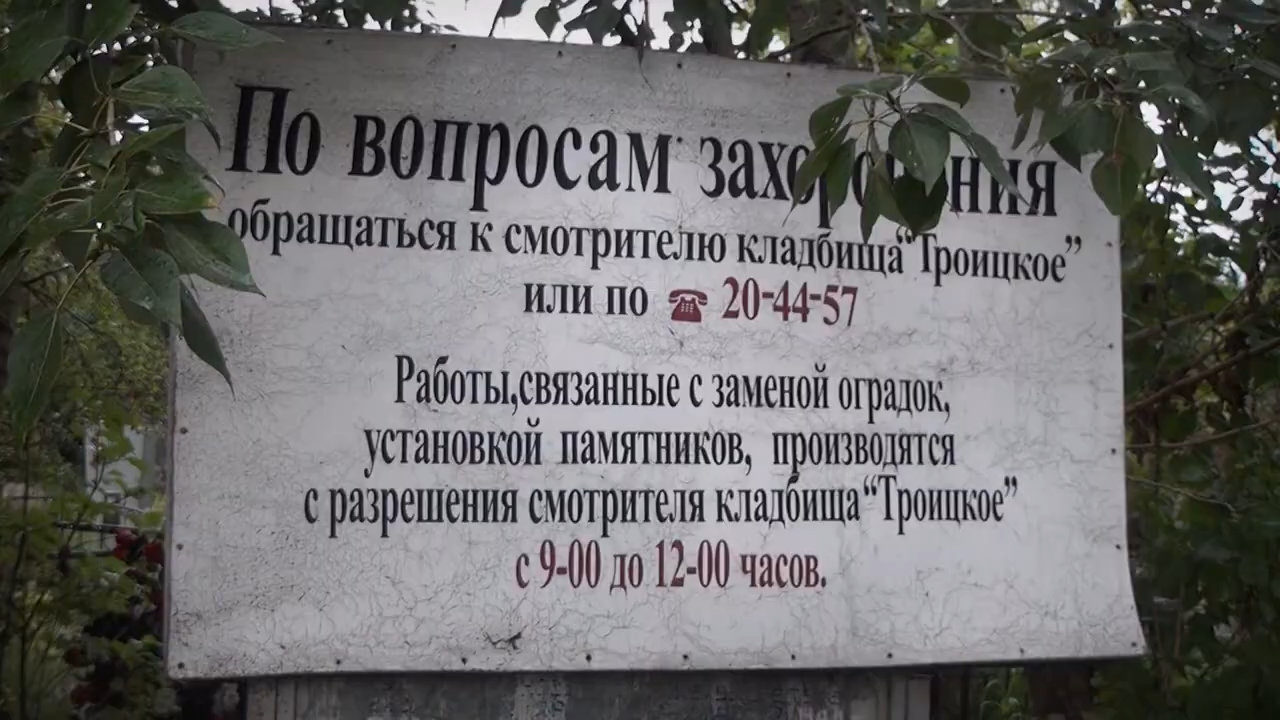 По вопросам захоронения
обращаться к смотрителю кладбища “Троицкое”
или по ☎ 20-44-57
Работы,связанные с заменой оградок,
установкой памятников, производятся
с разрешения смотрителя кладбища “Троицкое”
с 9-00 до 12-00 часов.